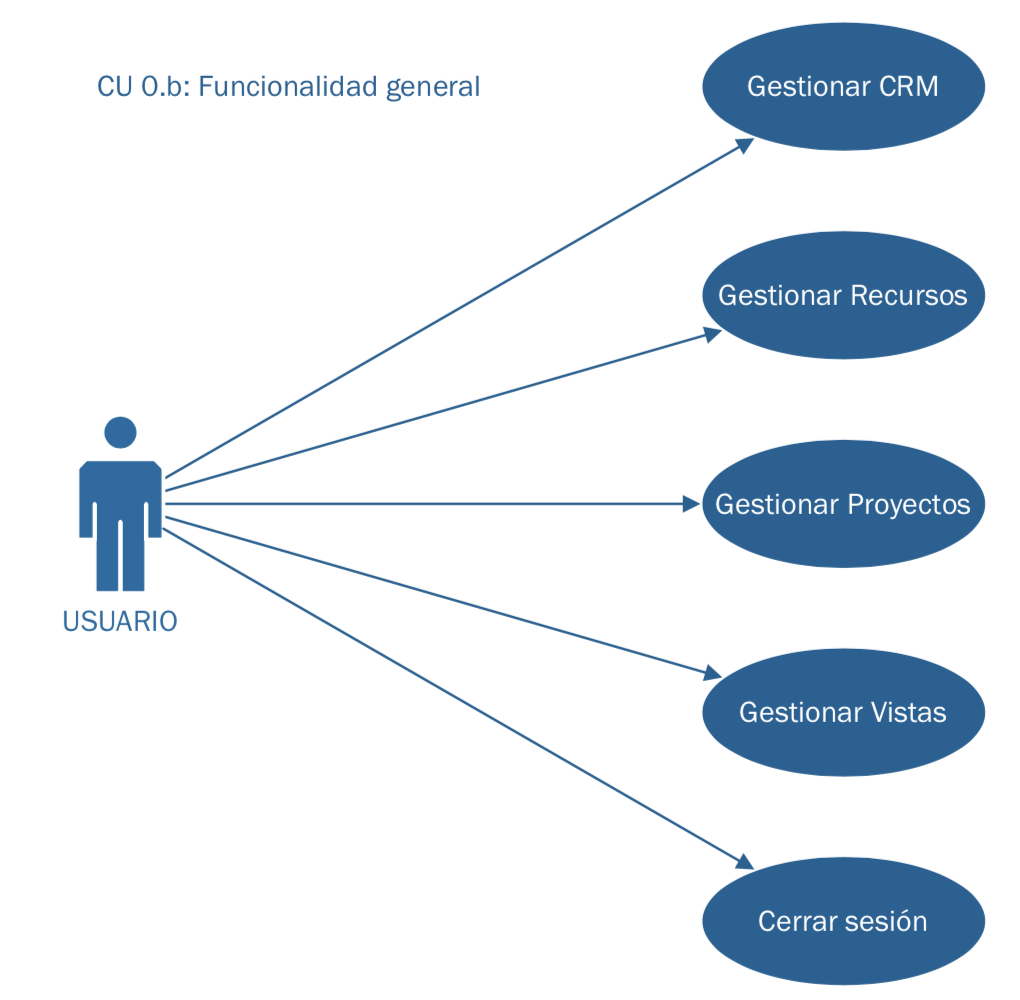 CU 0.b: Funcionalidad general
Gestionar CRM
Gestionar Recursos
Gestionar Proyectos
USUARIO
Gestionar Vistas
Cerrar sesión